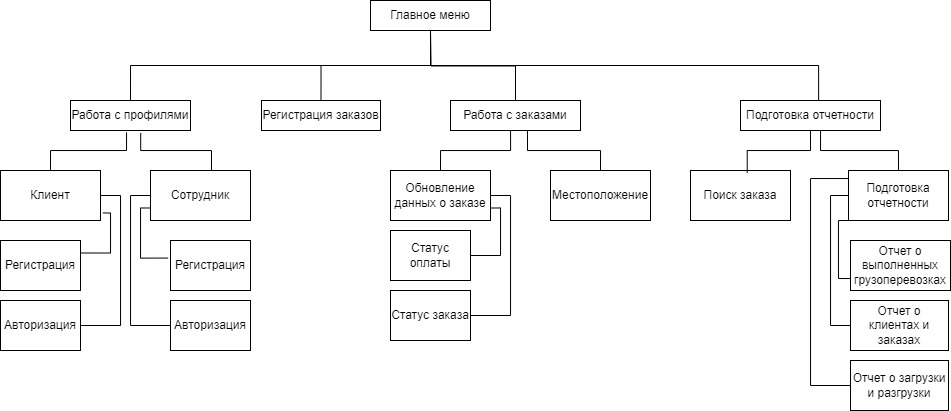 Главное меню
Работа с профилями
Регистрация заказов
Работа с заказами
Подготовка отчетности
Клиент
Сотрудник
Обновление
данных о заказе
Местоположение
Поиск заказа
Подготовка
отчетности
Регистрация
Регистрация
Статус
оплаты
Отчет о
выполненных
грузоперевозках
Авторизация
Авторизация
Статус заказа
Отчет о
клиентах и
заказах
Отчет о загрузки
и разгрузки